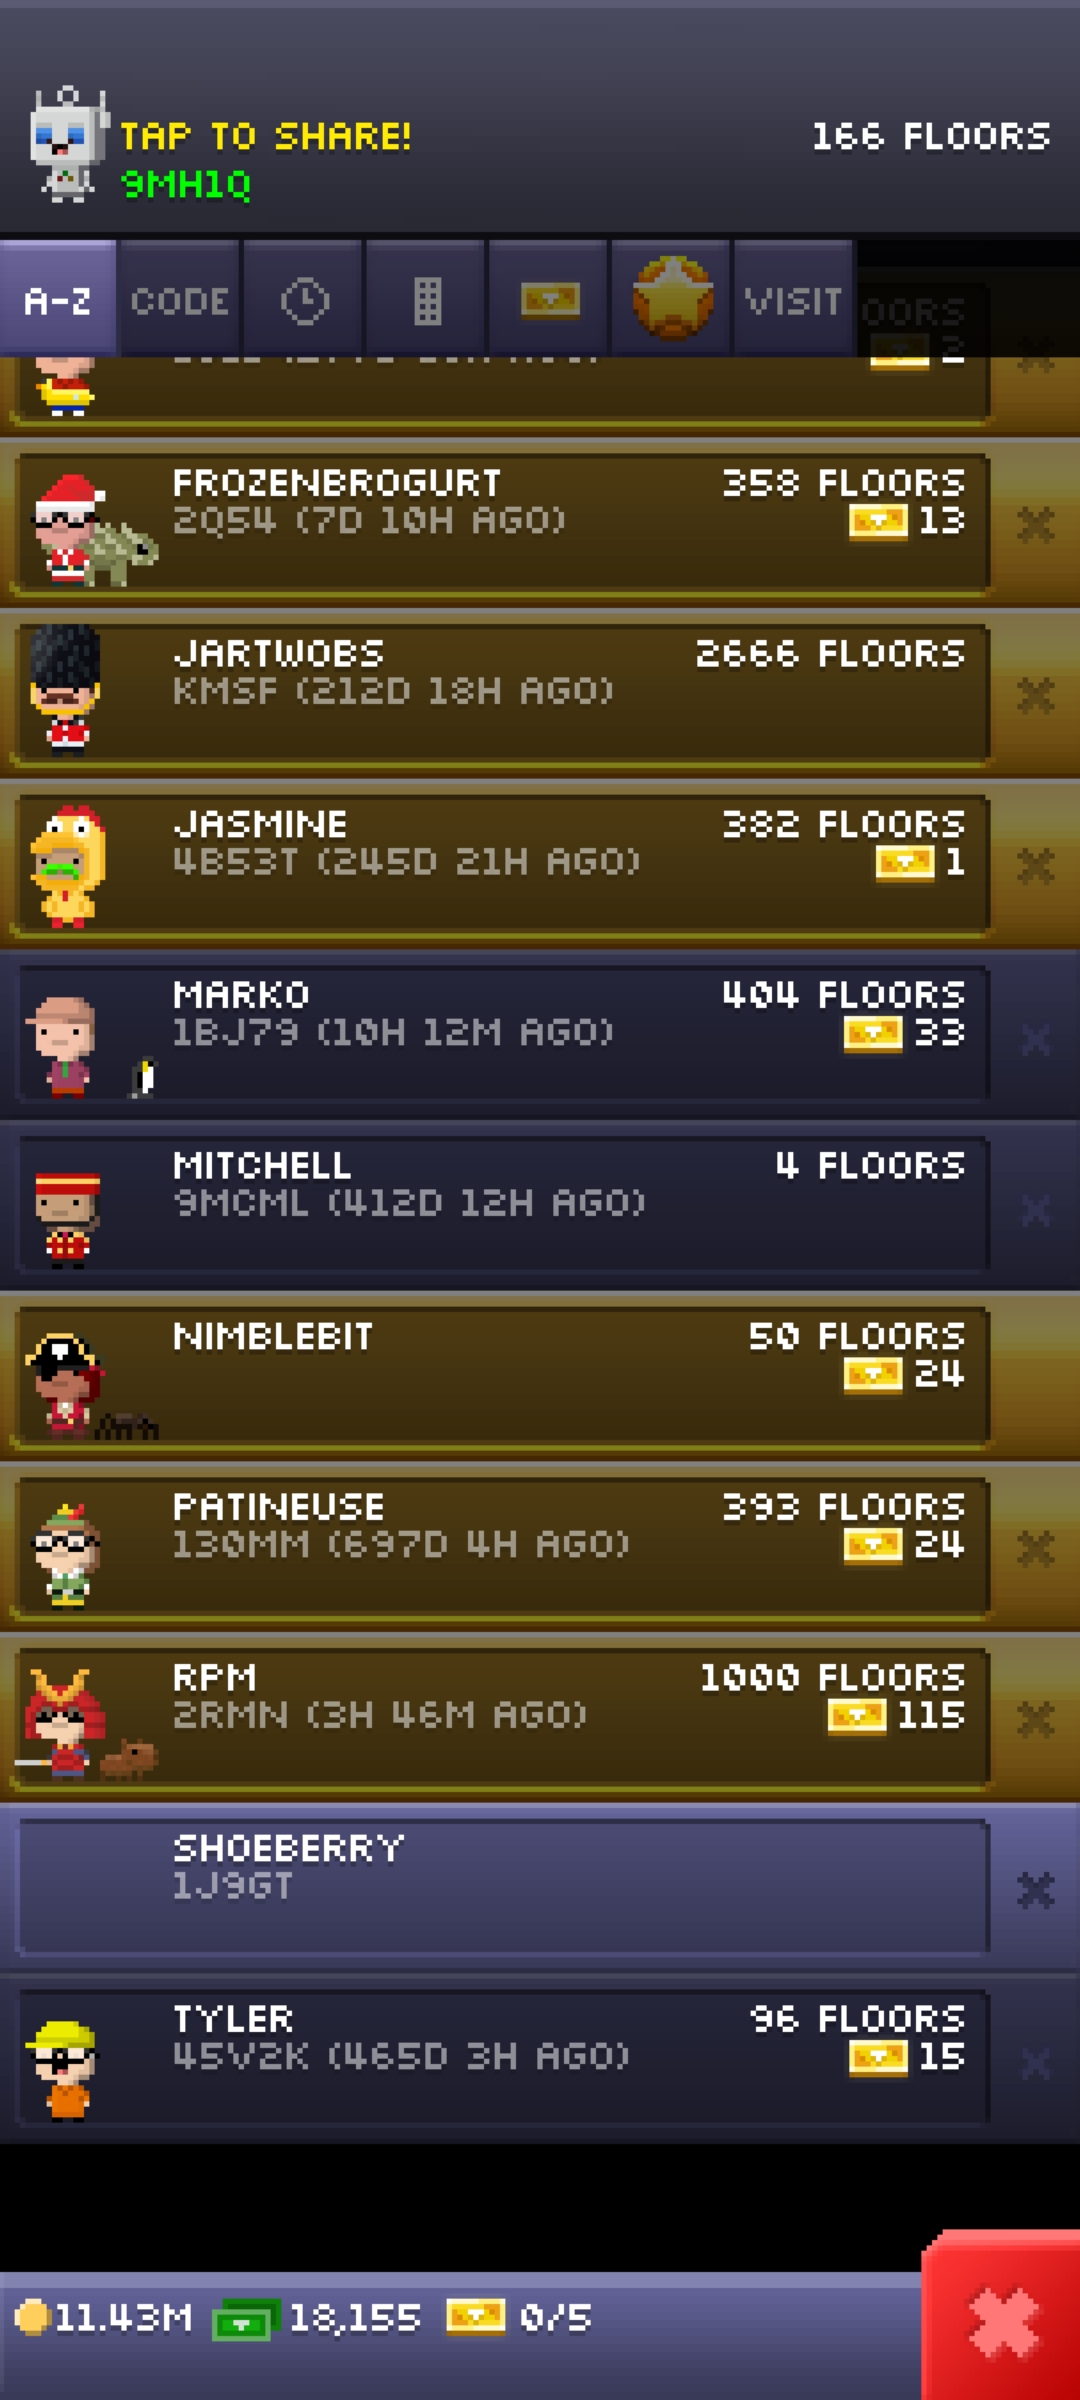 TAP TO SHARE!
166 FLOORS
9MH1Q
A-Z
CODE
VISIT
OORS
2
FROZENBROGURT
358 FLOORS
2Q54 (7D 10H AGO)
13
JARTWOBS
2666 FLOORS
KMSF (212D 18H AGO)
JASMINE
382 FLOORS
4B53T (245D 21H AGO)
1
MARKO
404 FLOORS
1BJ79 (10H 12M AGO)
33
MITCHELL
4 FLOORS
9MCML (412D 12H AGO)
NIMBLEBIT
50 FLOORS
24
PATINEUSE
393 FLOORS
130MM (697D 4H AGO)
24
RPM
1000 FLOORS
2RMN (3H 46M AGO)
115
SHOEBERRY
1J9GT
TYLER
96 FLOORS
45V2K (465D 3H AGO)
15
11.43M
18,155
0/5